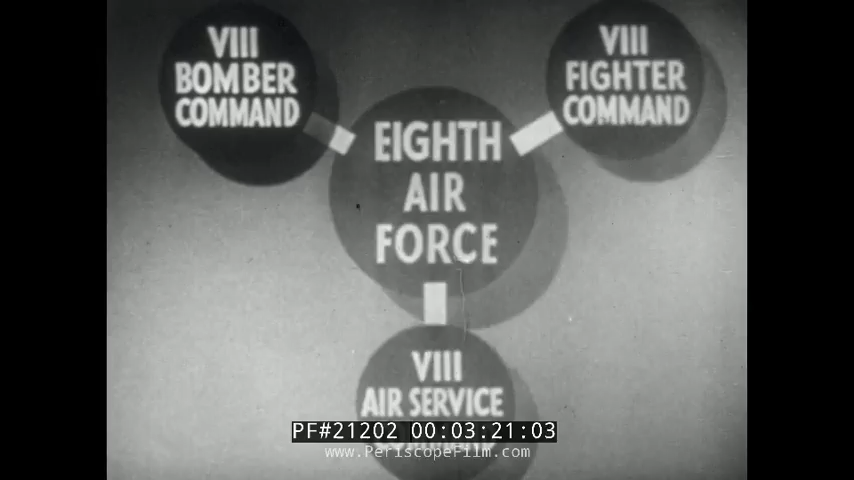 VIII
BOMBER
COMMAND
VIII
FIGHTER
COMMAND
EIGHTH
AIR
FORCE
VIII
AIR SERVICE
PF#21202 00:03:21:03
www.PeriscopeFilm.com